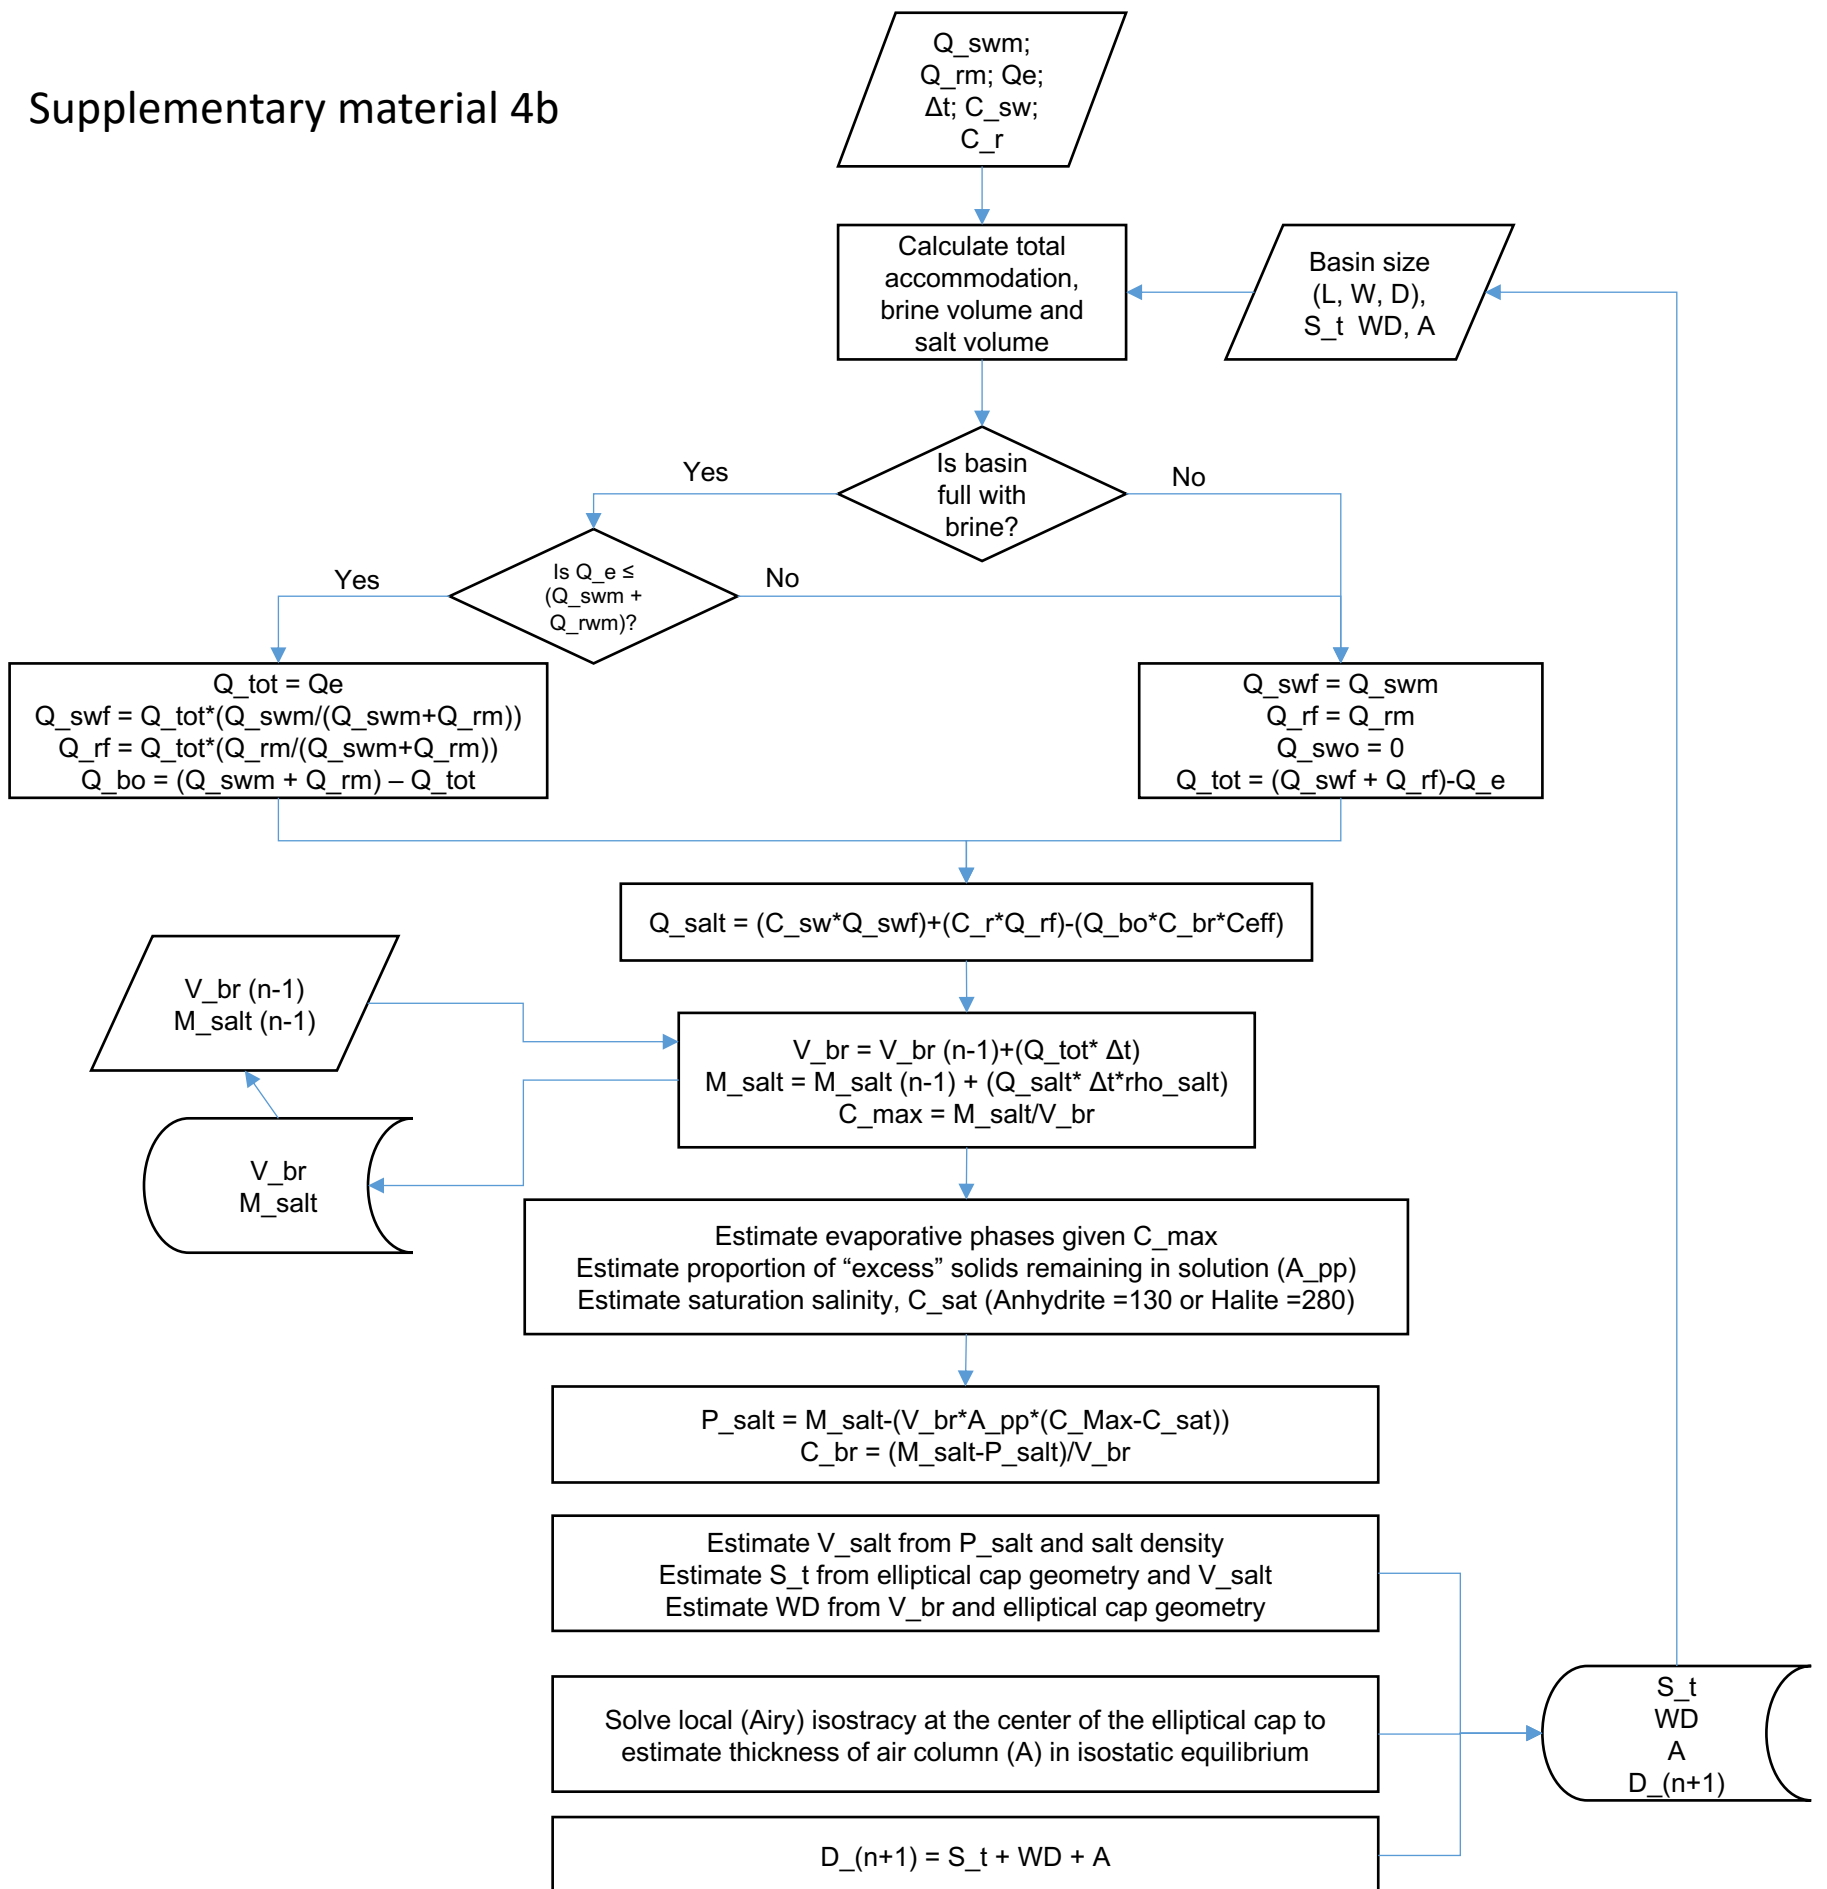 Supplementary material 4b
Q_swm;
Q_rm; Qe;
Δt; C_sw;
C_r
Calculate total
accommodation,
brine volume and
salt volume
Basin size
(L, W, D),
S_t  WD, A
Is basin
full with
brine?
Yes
No
Is Q_e ≤
(Q_swm +
Q_rwm)?
Yes
No
Q_tot = Qe
Q_swf = Q_tot*(Q_swm/(Q_swm+Q_rm))
Q_rf = Q_tot*(Q_rm/(Q_swm+Q_rm))
Q_bo = (Q_swm + Q_rm) – Q_tot
Q_swf = Q_swm
Q_rf = Q_rm
Q_swo = 0
Q_tot = (Q_swf + Q_rf)-Q_e
Q_salt = (C_sw*Q_swf)+(C_r*Q_rf)-(Q_bo*C_br*Ceff)
V_br (n-1)
M_salt (n-1)
V_br = V_br (n-1)+(Q_tot* Δt)
M_salt = M_salt (n-1) + (Q_salt* Δt*rho_salt)
C_max = M_salt/V_br
V_br
M_salt
Estimate evaporative phases given C_max
Estimate proportion of “excess” solids remaining in solution (A_pp)
Estimate saturation salinity, C_sat (Anhydrite =130 or Halite =280)
P_salt = M_salt-(V_br*A_pp*(C_Max-C_sat))
C_br = (M_salt-P_salt)/V_br
Estimate V_salt from P_salt and salt density
Estimate S_t from elliptical cap geometry and V_salt
Estimate WD from V_br and elliptical cap geometry
Solve local (Airy) isostracy at the center of the elliptical cap to
estimate thickness of air column (A) in isostatic equilibrium
S_t
WD
A
D_(n+1)
D_(n+1) = S_t + WD + A